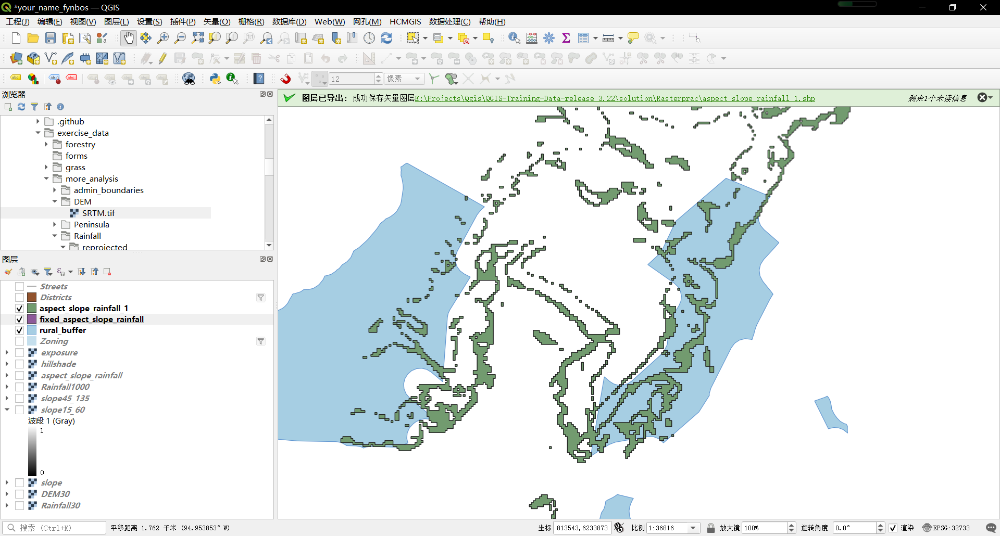 *your_name_fynbos — QGIS
工程(J) 编辑(E) 视图(V) 图层(L) 设置(S) 插件(P) 矢量(O) 栅格(R) 数据库(D) Web(W) 网孔(M) HCMGIS 数据处理(C) 帮助(H)
12 像素
浏览器
图层已导出: 成功保存矢量图层E:\Projects\Qgis\QGIS-Training-Data-release_3.22\solution\Rasterprac\aspect_slope_rainfall_1.shp 剩余1个未读信息
.github
exercise_data
forestry
forms
grass
more_analysis
admin_boundaries
DEM
SRTM.tif
Peninsula
Rainfall
reprojected
图层
Streets
Districts
aspect_slope_rainfall_1
fixed_aspect_slope_rainfall
rural_buffer
Zoning
exposure
hillshade
aspect_slope_rainfall
Rainfall1000
slope45_135
slope15_60
波段 1 (Gray)
1
0
slope
DEM30
Rainfall30
搜索 (Ctrl+K) 平移距离 1.762 千米 (94.953853° W) 坐标 813543,6233873 比例 1:36816 放大镜 100% 旋转角度 0.0° 渲染 EPSG:32733